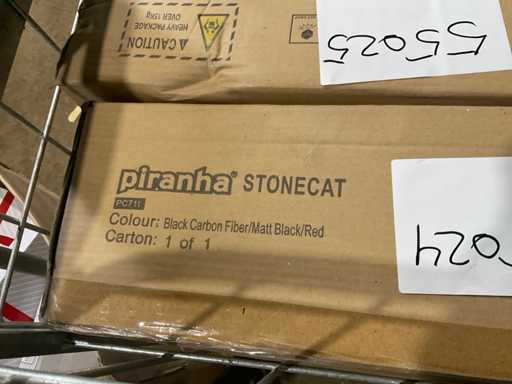 CAUTION
HEAVY PACKAGE
OVER 15Kg
55025
piranha® STONECAT
PC711
Colour: Black Carbon Fiber/Matt Black/Red
Carton: 1 of 1
024